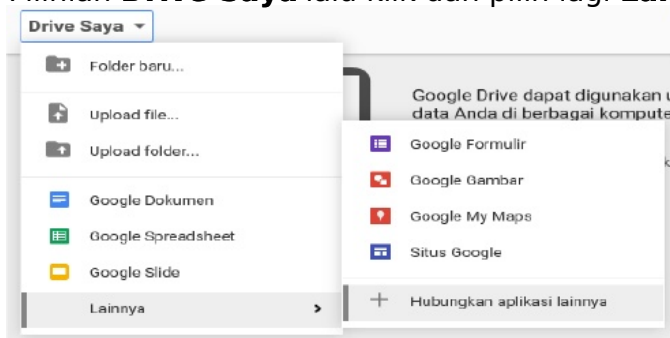 Drive Saya
Folder baru...
Upload file...
Upload folder...
Google Dokumen
Google Spreadsheet
Google Slide
Lainnya
Google Drive dapat digunakan
data Anda di berbagai
Google Formulir
Google Gambar
Google My Maps
Situs Google
Hubungkan aplikasi lainnya